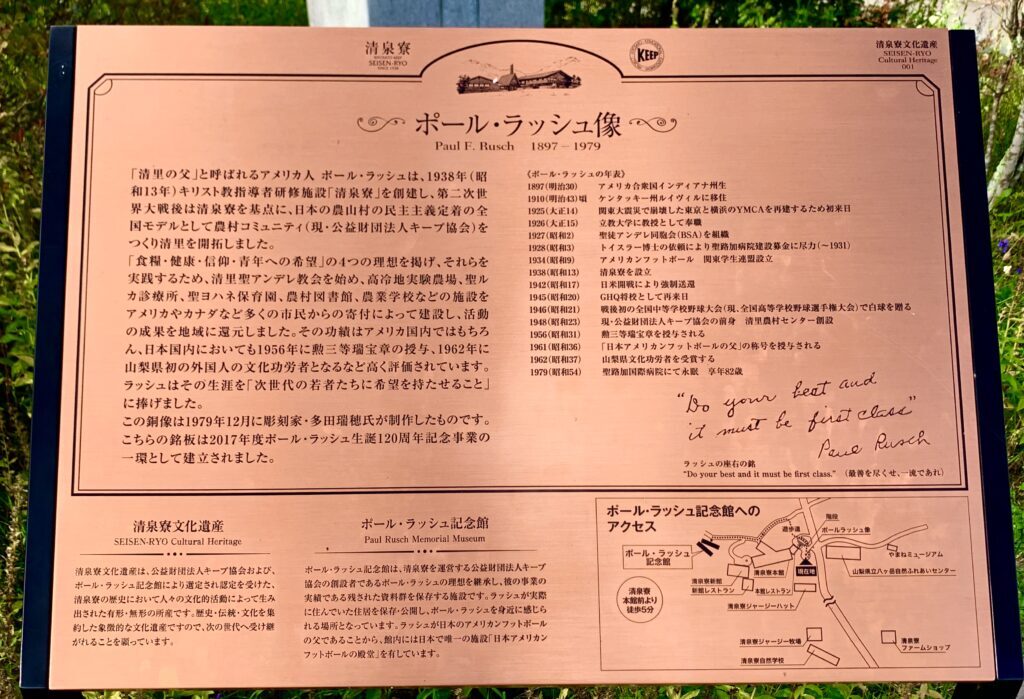 清泉寮
KIYOSATO KEEP
SEISEN-RYO
SINCE 1938
KEEP
清泉寮文化遺産
SEISEN-RYO
Cultural Heritage
001
ポール・ラッシュ像
Paul F. Rusch 1897 – 1979
「清里の父」と呼ばれるアメリカ人 ポール・ラッシュは、1938年(昭
和13年)キリスト教指導者研修施設「清泉寮」を創建し、第二次世
界大戦後は清泉寮を基点に、日本の農山村の民主主義定着の全
国モデルとして農村コミュニティ(現・公益財団法人キープ協会)を
つくり清里を開拓しました。
「食糧・健康・信仰・青年への希望」の4つの理想を掲げ、それらを
実践するため、清里聖アンデレ教会を始め、高冷地実験農場、聖ル
カ診療所、聖ヨハネ保育園、農村図書館、農業学校などの施設を
アメリカやカナダなど多くの市民からの寄付によって建設し、活動
の成果を地域に還元しました。その功績はアメリカ国内ではもちろ
ん、日本国内においても1956年に勲三等瑞宝章の授与、1962年に
山梨県初の外国人の文化功労者となるなど高く評価されています。
ラッシュはその生涯を「次世代の若者たちに希望を持たせること」
に捧げました。
この銅像は1979年12月に彫刻家・多田瑞穂氏が制作したものです。
こちらの銘板は2017年度ポール・ラッシュ生誕120周年記念事業の
一環として建立されました。
《ポール・ラッシュの年表》
1897(明治30) アメリカ合衆国インディアナ州生
1910(明治43)頃 ケンタッキー州ルイヴィルに移住
1925(大正14) 関東大震災で崩壊した東京と横浜のYMCAを再建するため初来日
1926(大正15) 立教大学に教授として奉職
1927(昭和2) 聖徒アンデレ同胞会(BSA)を組織
1928(昭和3) トイスラー博士の依頼により聖路加病院建設募金に尽力(~1931)
1934(昭和9) アメリカンフットボール 関東学生連盟設立
1938(昭和13) 清泉寮を設立
1942(昭和17) 日米開戦により強制送還
1945(昭和20) GHQ将校として再来日
1946(昭和21) 戦後初の全国中等学校野球大会(現、全国高等学校野球選手権大会)で白球を贈る
1948(昭和23) 現・公益財団法人キープ協会の前身 清里農村センター創設
1956(昭和31) 勲三等瑞宝章を授与される
1961(昭和36) 「日本アメリカンフットボールの父」の称号を授与される
1962(昭和37) 山梨県文化功労者を受賞する
1979(昭和54) 聖路加国際病院にて永眠 享年82歳
"Do your best and
it must be first class"
Paul Rusch
ラッシュの座右の銘
"Do your best and it must be first class." (最善を尽くせ、一流であれ)
清泉寮文化遺産
SEISEN-RYO Cultural Heritage
清泉寮文化遺産は、公益財団法人キープ協会および、
ポール・ラッシュ記念館により選定され認定を受けた、
清泉寮の歴史において人々の文化的活動によって生み
出された有形・無形の所産です。歴史・伝統・文化を集
約した象徴的な文化遺産ですので、次の世代へ受け継
がれることを願っています。
ポール・ラッシュ記念館
Paul Rusch Memorial Museum
ポール・ラッシュ記念館は、清泉寮を運営する公益財団法人キープ
協会の創設者であるポール・ラッシュの理想を継承し、彼の事業の
実績である残された資料群を保存する施設です。ラッシュが実際
に住んでいた住居を保存・公開し、ポール・ラッシュを身近に感じら
れる場所となっています。ラッシュが日本のアメリカンフットボール
の父であることから、館内には日本で唯一の施設「日本アメリカン
フットボールの殿堂」を有しています。
ポール・ラッシュ記念館への
アクセス
ポール・ラッシュ
記念館
清泉寮
本館前より
徒歩5分
遊歩道
階段
ポールラッシュ像
やまねミュージアム
山梨県立八ヶ岳自然ふれあいセンター
現在地
清泉寮本館
清泉寮新館
新館レストラン
本館レストラン
清泉寮ジャージーハット
清泉寮ジャージー牧場
清泉寮自然学校
清泉寮
ファームショップ